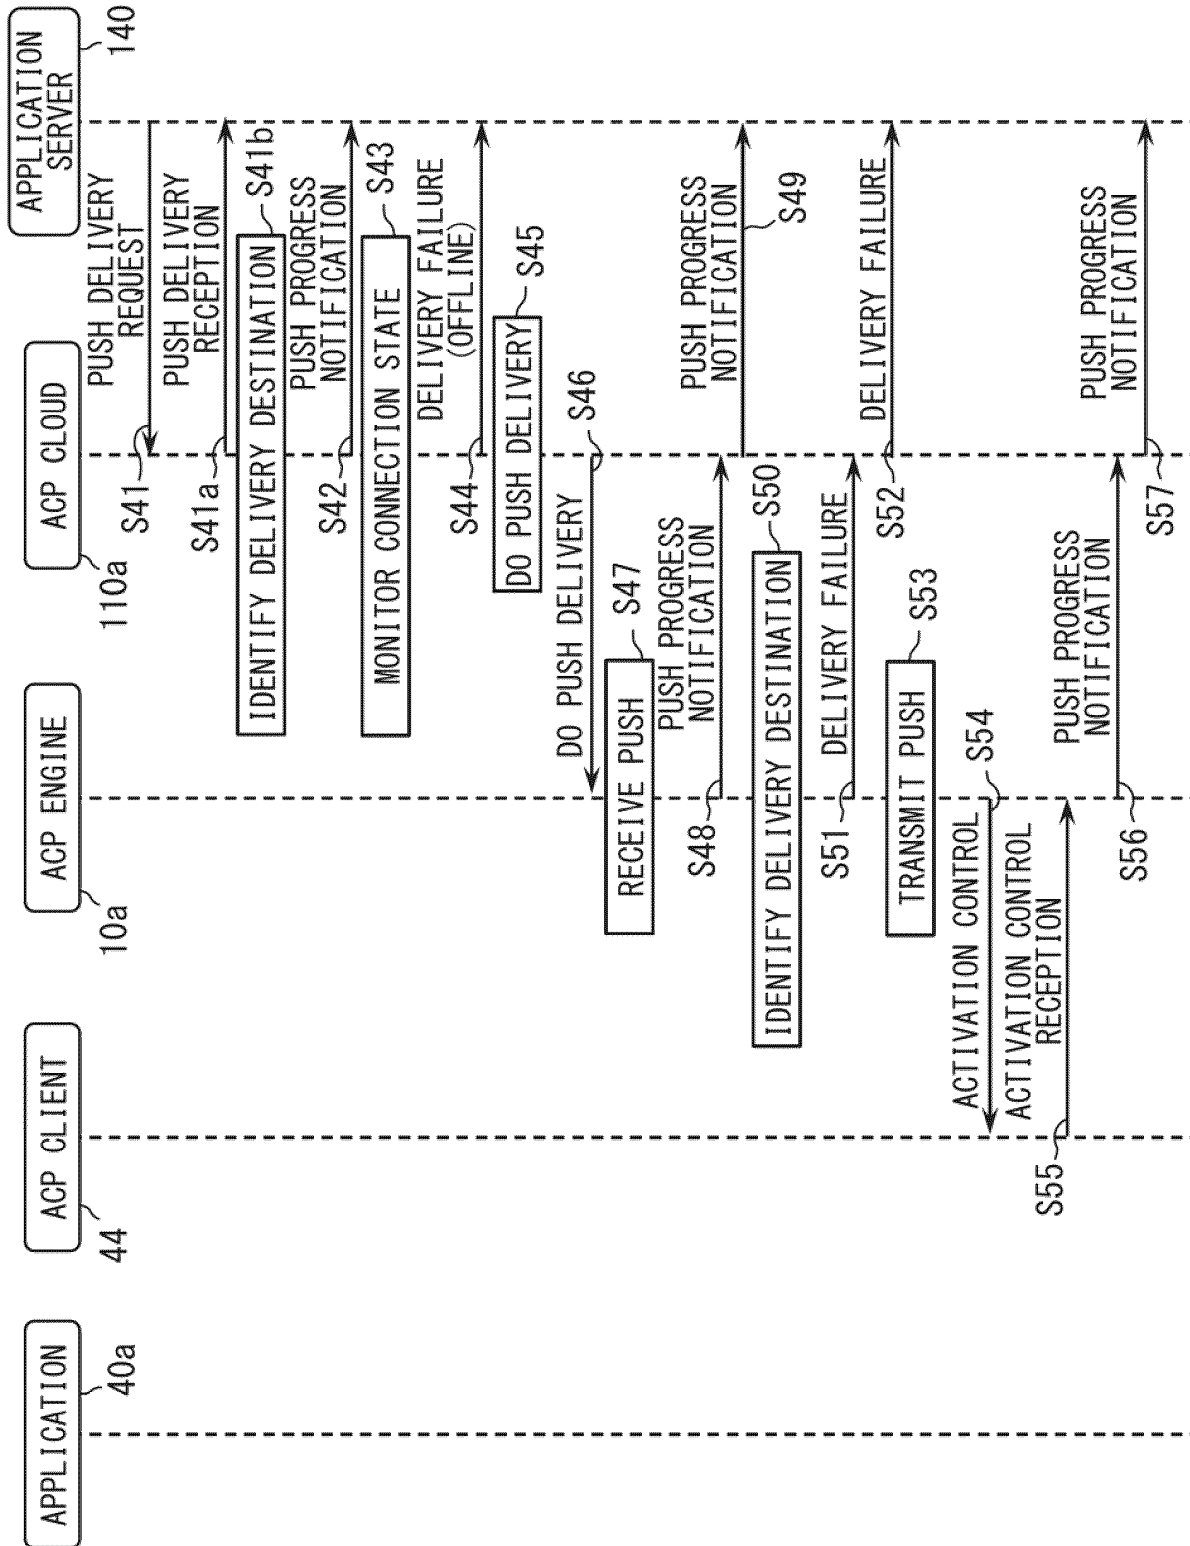 APPLICATION
40a
ACP CLIENT
44
ACP ENGINE
10a
ACP CLOUD
110a
APPLICATION
SERVER
140
PUSH DELIVERY
REQUEST
S41
PUSH DELIVERY
RECEPTION
S41a
IDENTIFY DELIVERY DESTINATION
S41b
PUSH PROGRESS
NOTIFICATION
S42
MONITOR CONNECTION STATE
S43
DELIVERY FAILURE
(OFFLINE)
S44
DO PUSH DELIVERY
S45
DO PUSH DELIVERY
S46
RECEIVE PUSH
S47
PUSH PROGRESS
NOTIFICATION
S48
PUSH PROGRESS
NOTIFICATION
S49
IDENTIFY DELIVERY DESTINATION
S50
DELIVERY FAILURE
S51
DELIVERY FAILURE
S52
TRANSMIT PUSH
S53
ACTIVATION CONTROL
S54
ACTIVATION CONTROL
RECEPTION
S55
PUSH PROGRESS
NOTIFICATION
S56
PUSH PROGRESS
NOTIFICATION
S57